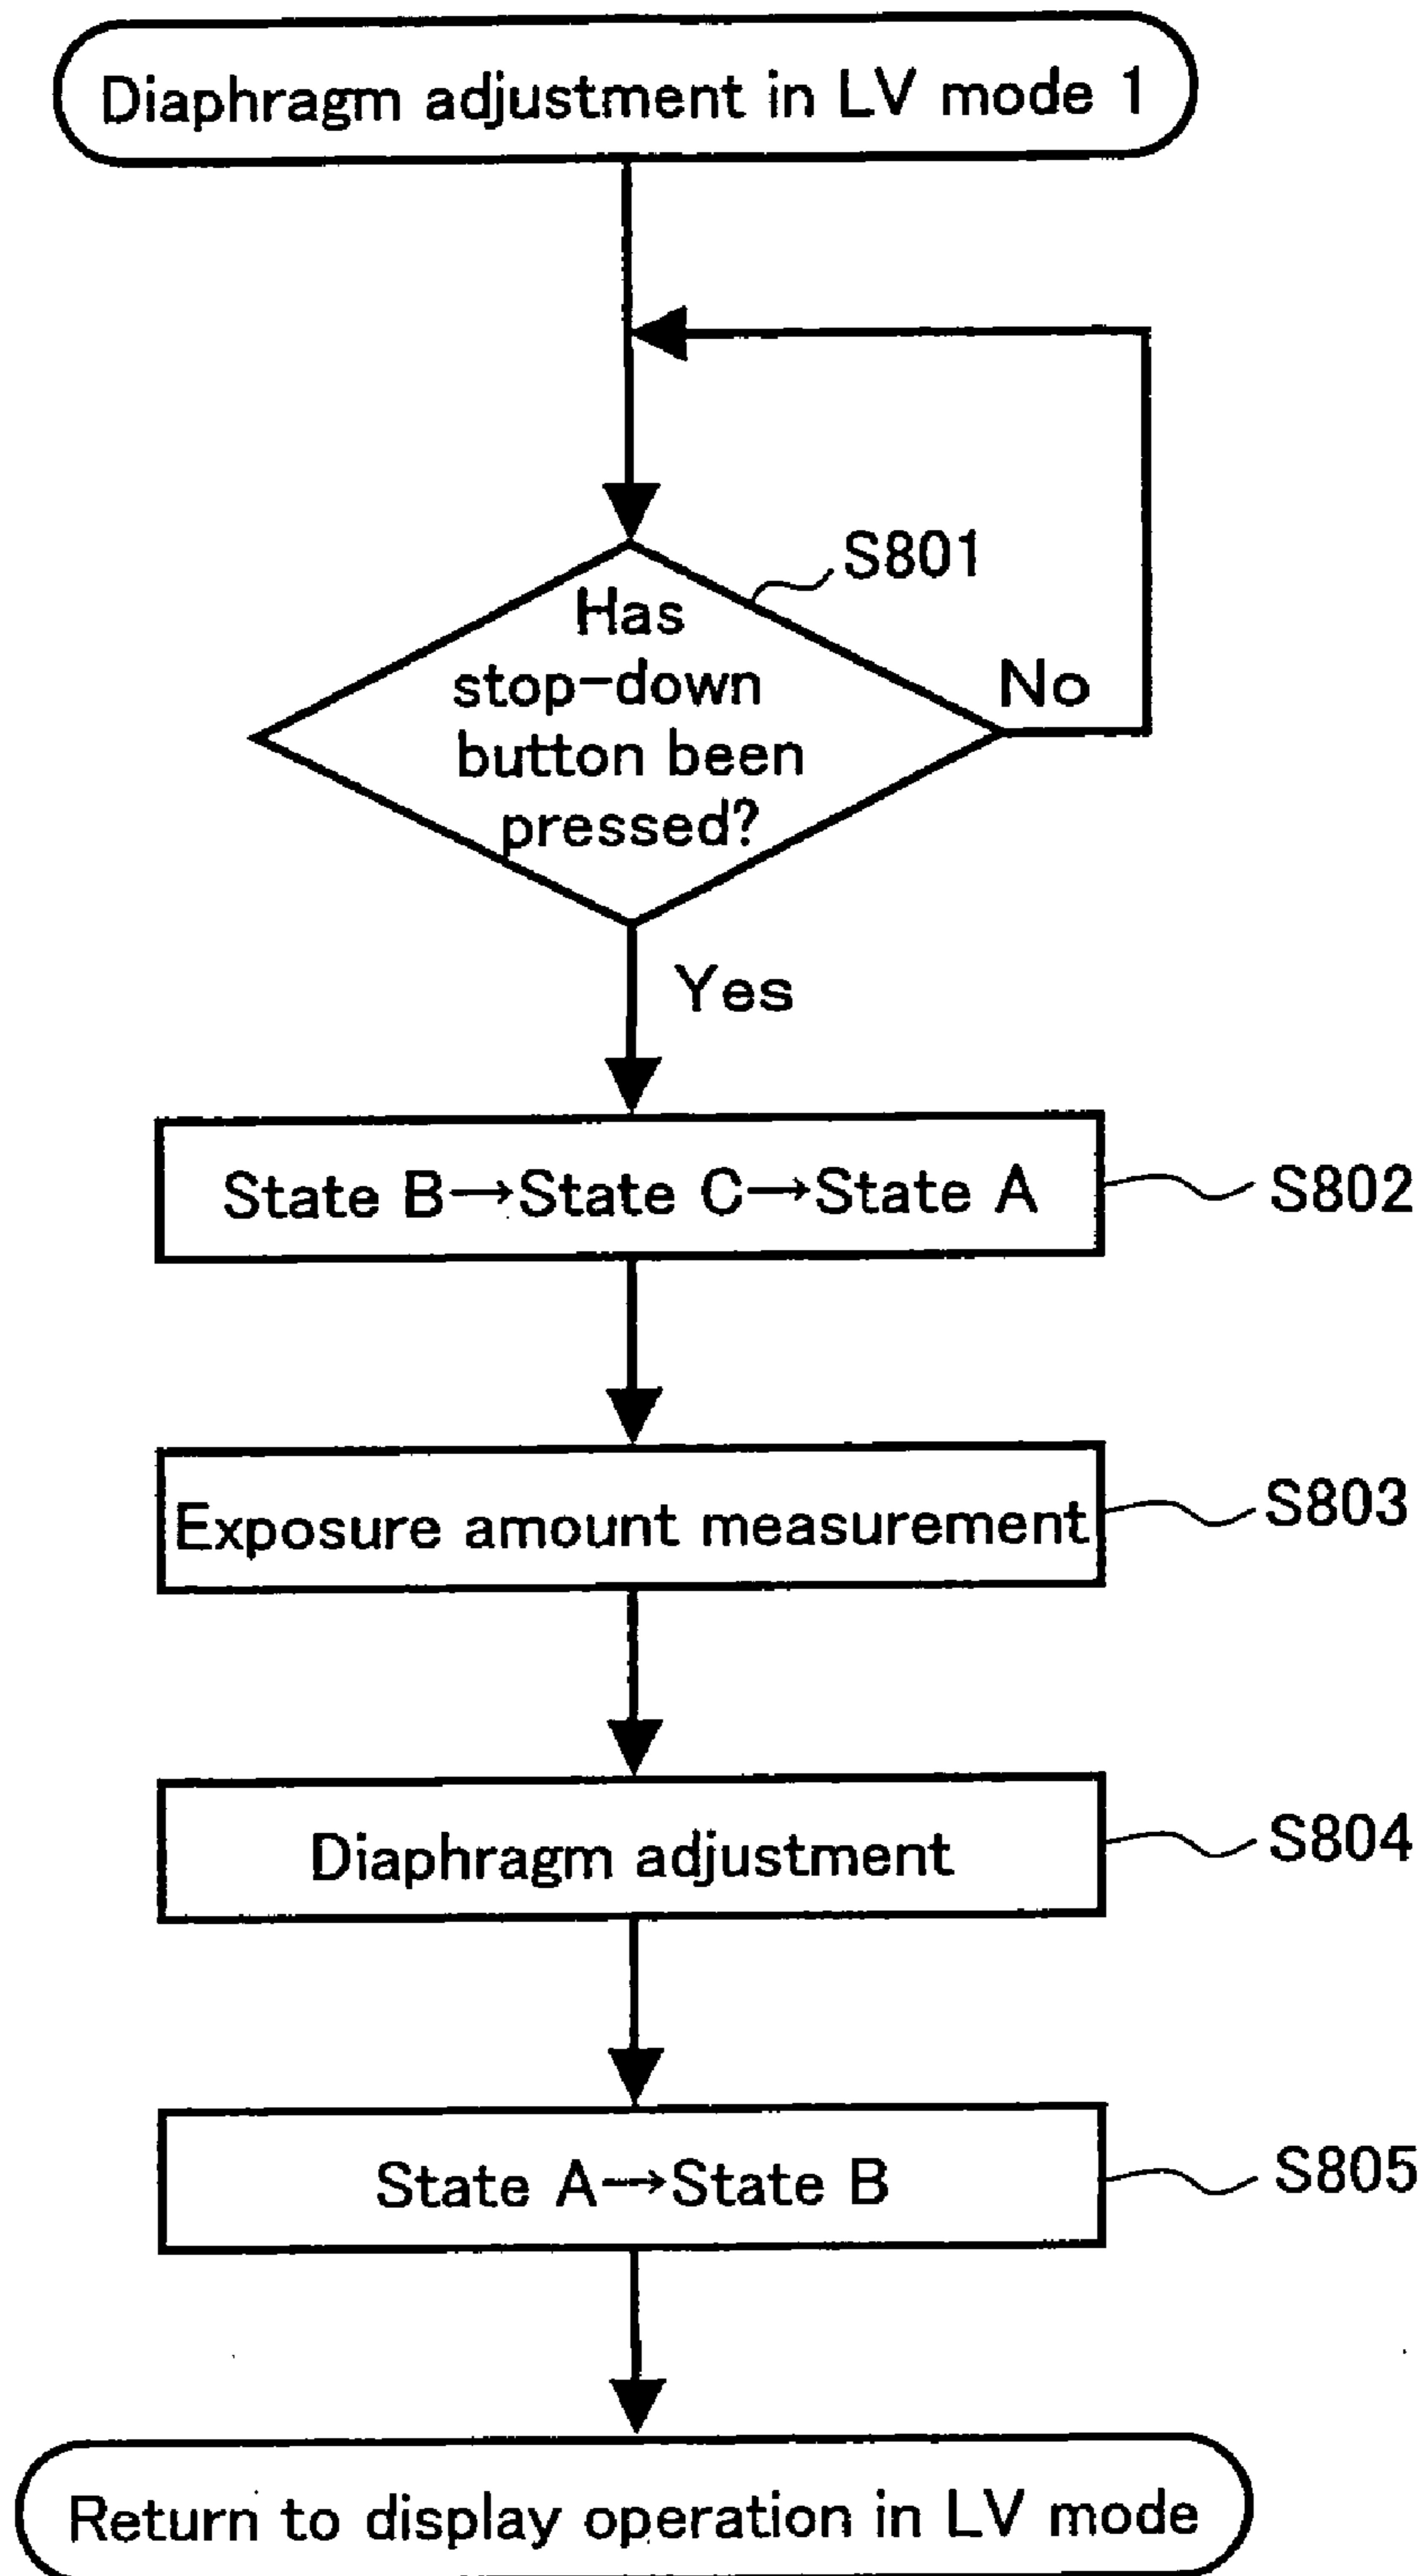 Diaphragm adjustment in LV mode 1
S801
Has
stop-down
button been
pressed?
No
Yes
State B→State C→State A
S802
Exposure amount measurement
S803
Diaphragm adjustment
S804
State A→State B
S805
Return to display operation in LV mode